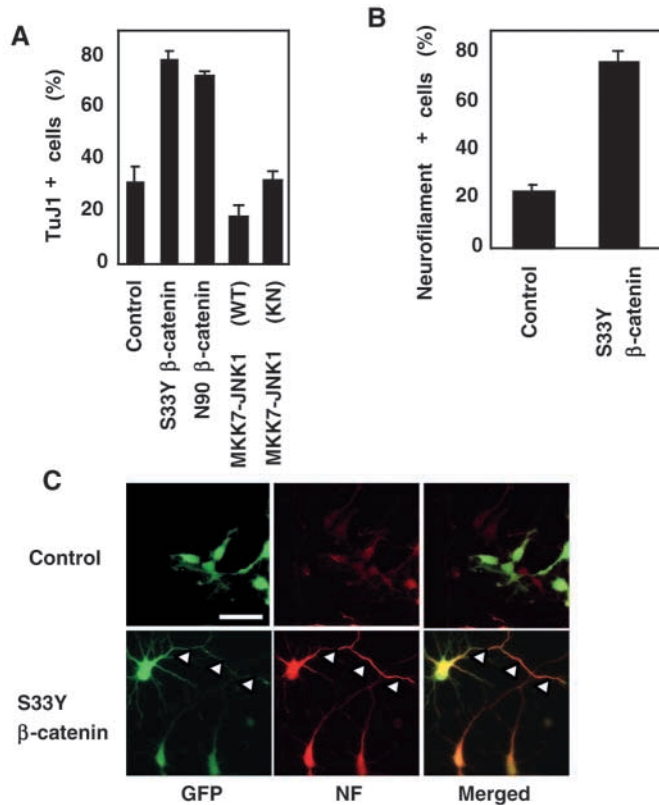 A
TuJ1 + cells (%)
80
60
40
20
0
Control
S33Y β-catenin
N90 β-catenin
MKK7-JNK1 (WT)
MKK7-JNK1 (KN)
B
Neurofilament + cells (%)
80
60
40
20
0
Control
S33Y
β-catenin
C
Control
S33Y
β-catenin
GFP
NF
Merged